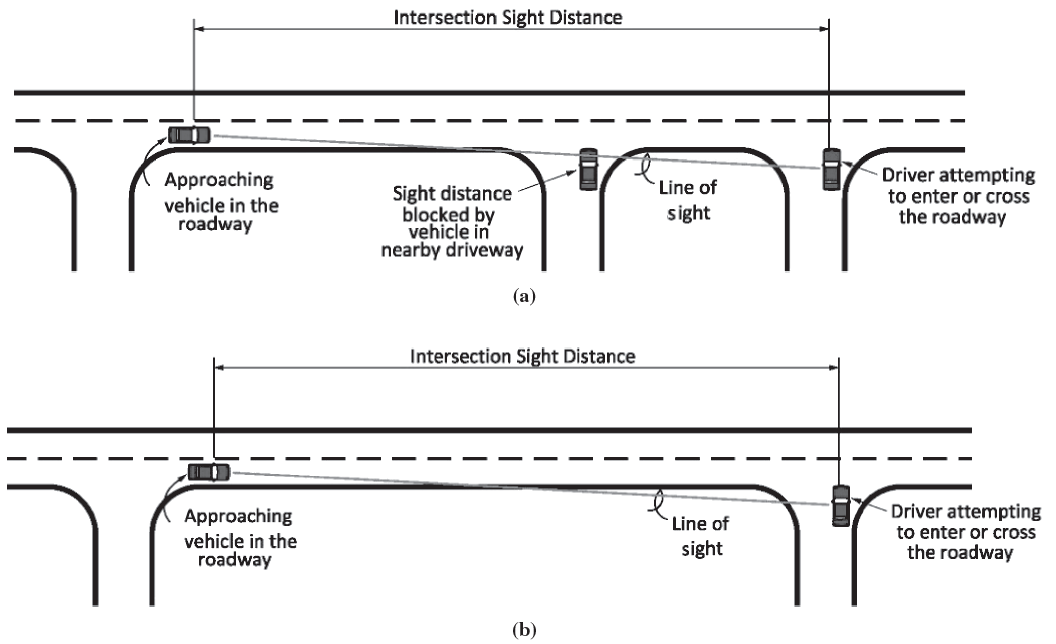 Intersection Sight Distance
Approaching
vehicle in the
roadway
Sight distance
blocked by
vehicle in
nearby driveway
Line of
sight
Driver attempting
to enter or cross
the roadway
(a)
Intersection Sight Distance
Approaching
vehicle in the
roadway
Line of
sight
Driver attempting
to enter or cross
the roadway
(b)